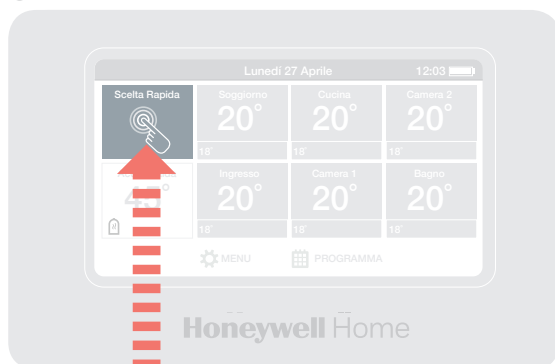 Lunedì 27 Aprile 12:03
Scelta Rapida Soggiorno Cucina Camera 2
20° 20° 20°
18° 18° 18°
Ingresso Camera 1 Bagno
45° 20° 20° 20°
18° 18° 18°
MENU PROGRAMMA
Honeywell Home